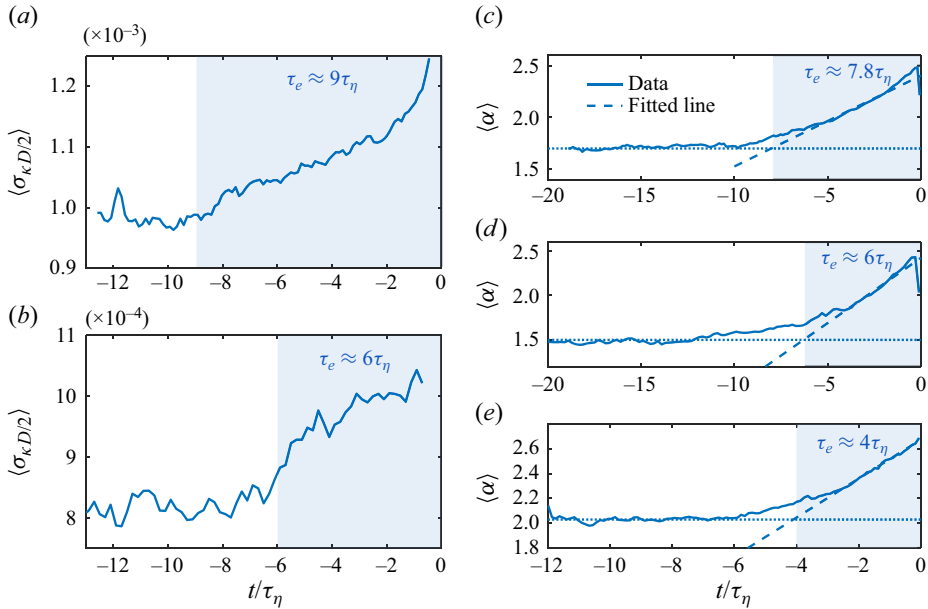 (a)
(×10⁻³)
1.2
1.1
1.0
0.9
⟨σ_κD/2⟩
τ_e ≈ 9τ_η
−12 −10 −8 −6 −4 −2 0
(b)
(×10⁻⁴)
11
10
9
8
⟨σ_κD/2⟩
τ_e ≈ 6τ_η
−12 −10 −8 −6 −4 −2 0
t/τ_η
(c)
2.5
2.0
1.5
⟨α⟩
τ_e ≈ 7.8τ_η
Data
Fitted line
−20 −15 −10 −5 0
(d)
2.5
2.0
1.5
⟨α⟩
τ_e ≈ 6τ_η
−20 −15 −10 −5 0
(e)
2.6
2.4
2.2
2.0
1.8
⟨α⟩
τ_e ≈ 4τ_η
−12 −10 −8 −6 −4 −2 0
t/τ_η